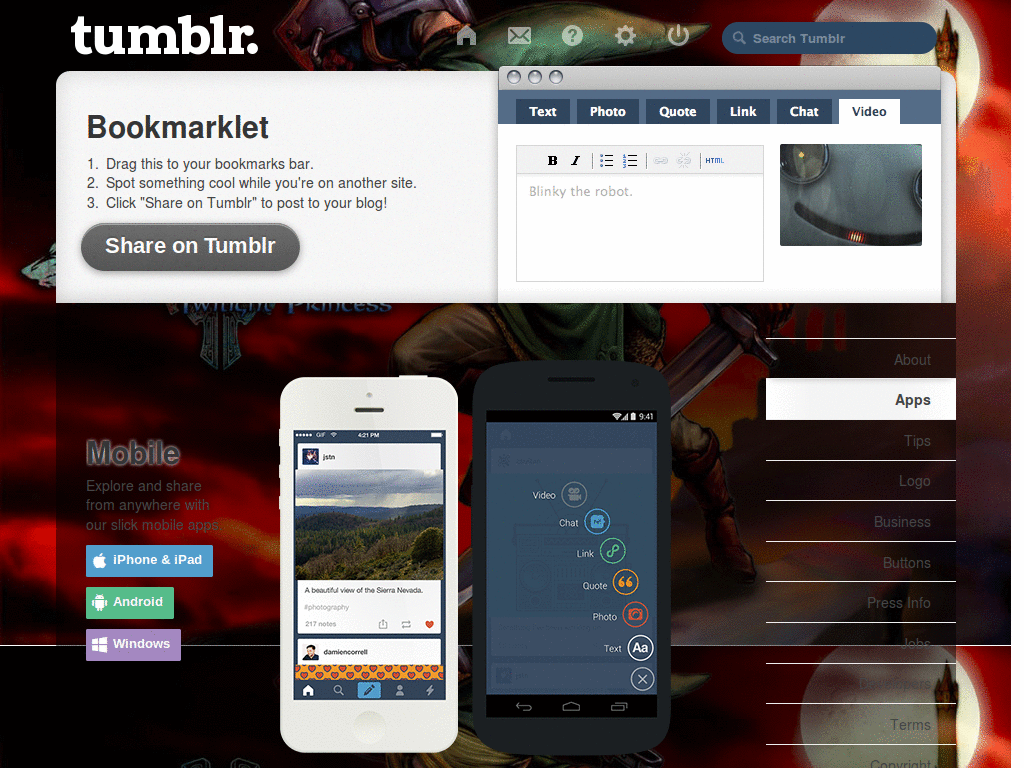 tumblr.
Search Tumblr
Bookmarklet
1. Drag this to your bookmarks bar.
2. Spot something cool while you're on another site.
3. Click "Share on Tumblr" to post to your blog!
Share on Tumblr
Text Photo Quote Link Chat Video
B I HTML
Blinky the robot.
Twilight Princess
Mobile
Explore and share
from anywhere with
our slick mobile apps.
iPhone & iPad
Android
Windows
GIF 4:21 PM
jstn
A beautiful view of the Sierra Nevada.
#photography
217 notes
damiencorrell
9:41
Video
Chat
Link
Quote
Photo
Text Aa
About
Apps
Tips
Logo
Business
Buttons
Press Info
Jobs
Developers
Terms
Copyright